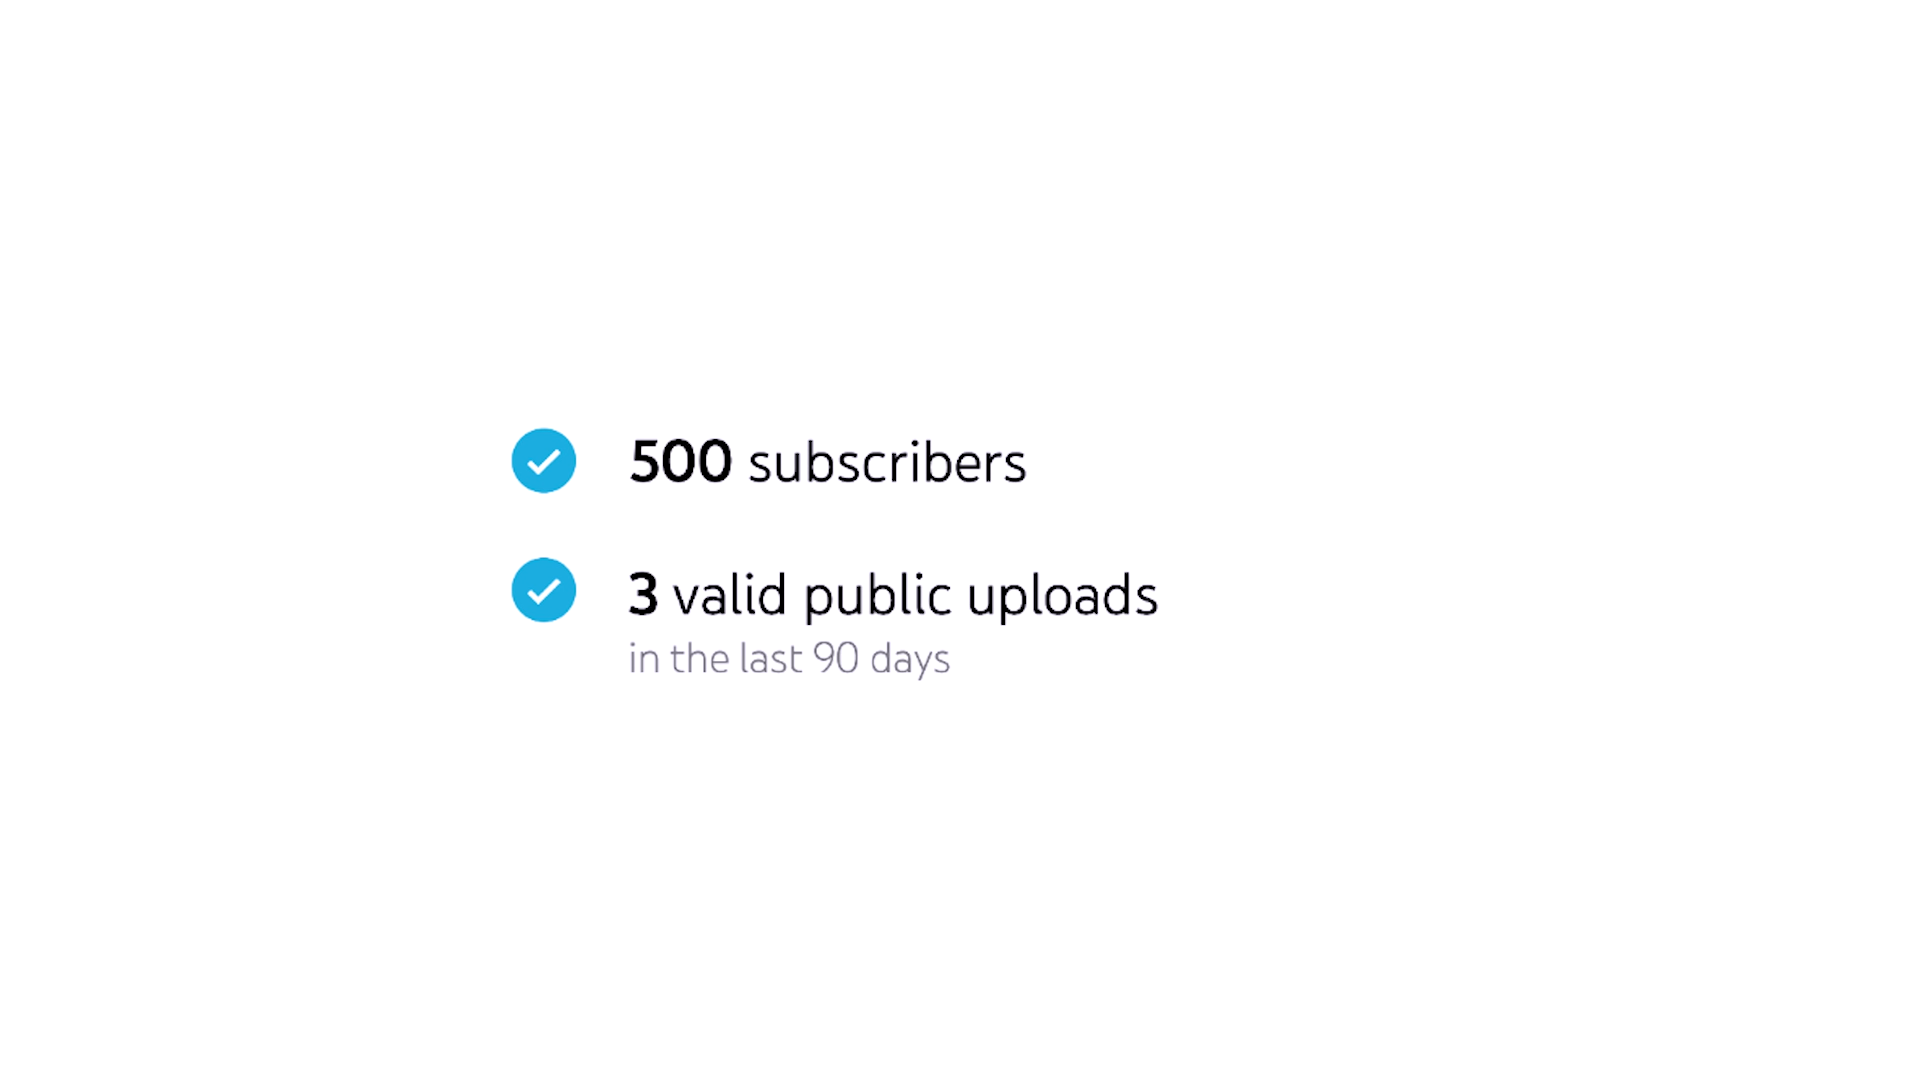 500 subscribers
3 valid public uploads
in the last 90 days